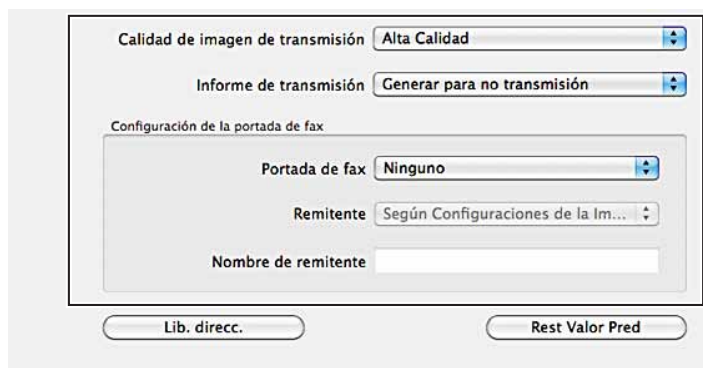 Calidad de imagen de transmisión Alta Calidad
Informe de transmisión Generar para no transmisión
Configuración de la portada de fax
Portada de fax Ninguno
Remitente Según Configuraciones de la Im...
Nombre de remitente
Lib. direcc. Rest Valor Pred